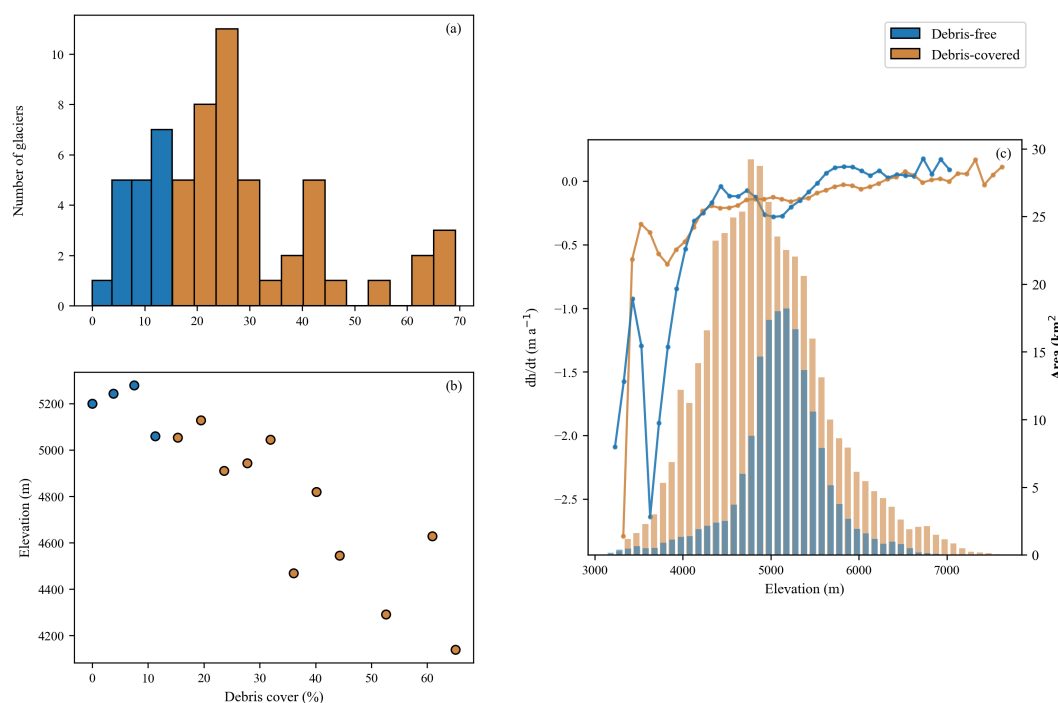 (a)
Number of glaciers
10
8
6
4
2
0
0 10 20 30 40 50 60 70
(b)
Elevation (m)
5200
5000
4800
4600
4400
4200
0 10 20 30 40 50 60
Debris cover (%)
Debris-free
Debris-covered
(c)
dh/dt (m a⁻¹)
0.0
−0.5
−1.0
−1.5
−2.0
−2.5
30
25
20
15
10
5
0
Area (km²
3000 4000 5000 6000 7000
Elevation (m)